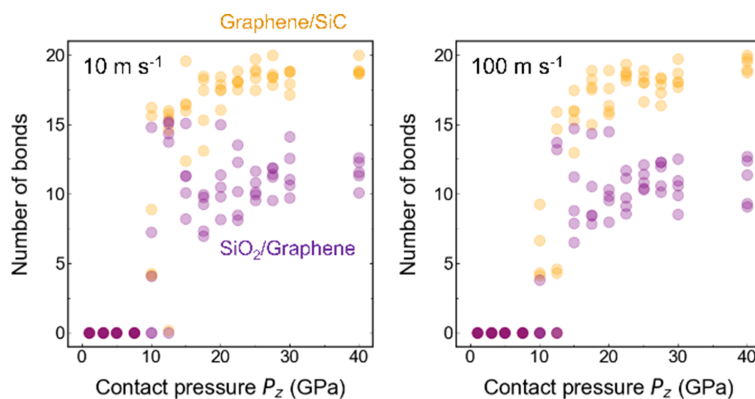 Graphene/SiC
10 m s⁻¹
100 m s⁻¹
Number of bonds
20
15
10
5
0
SiO₂/Graphene
0
10
20
30
40
Contact pressure P_z (GPa)
Number of bonds
20
15
10
5
0
0
10
20
30
40
Contact pressure P_z (GPa)